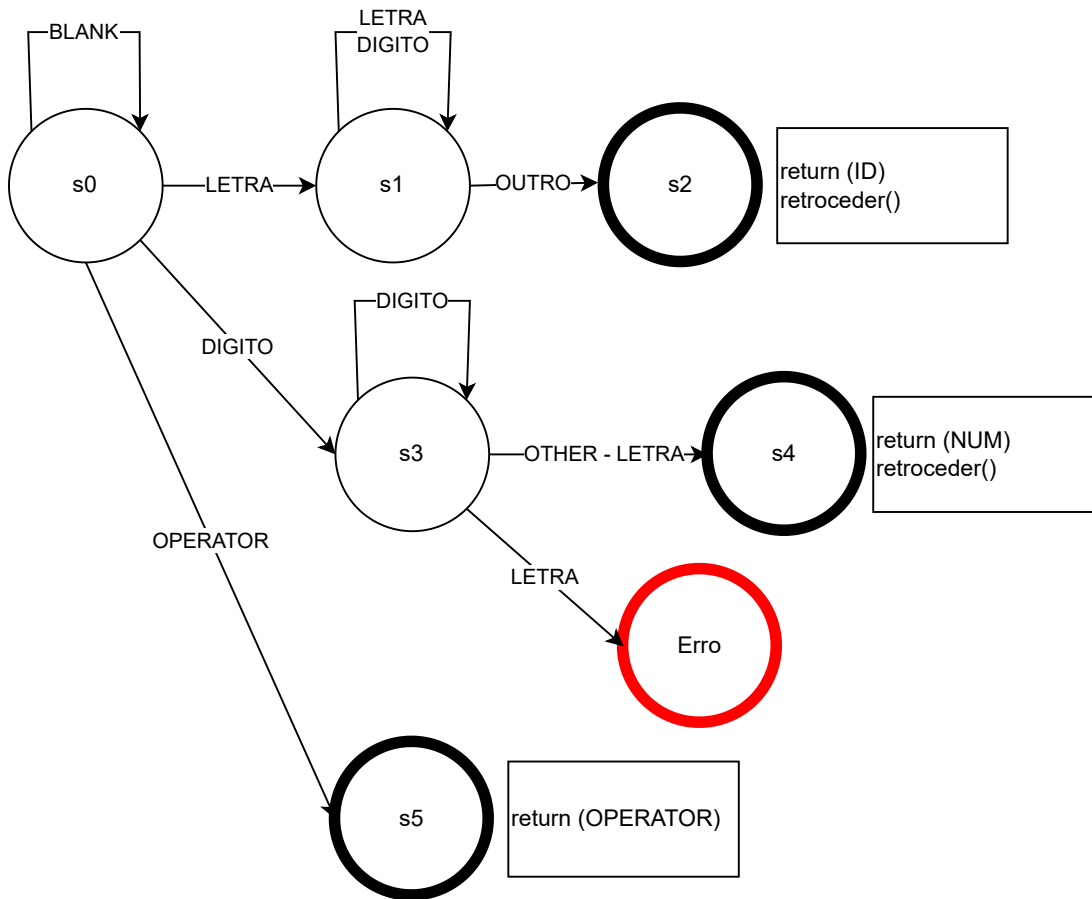 BLANK
LETRA
DIGITO
s0
LETRA
s1
OUTRO
s2
return (ID)
retroceder()
DIGITO
DIGITO
s3
OTHER - LETRA
s4
return (NUM)
retroceder()
OPERATOR
LETRA
Erro
s5
return (OPERATOR)